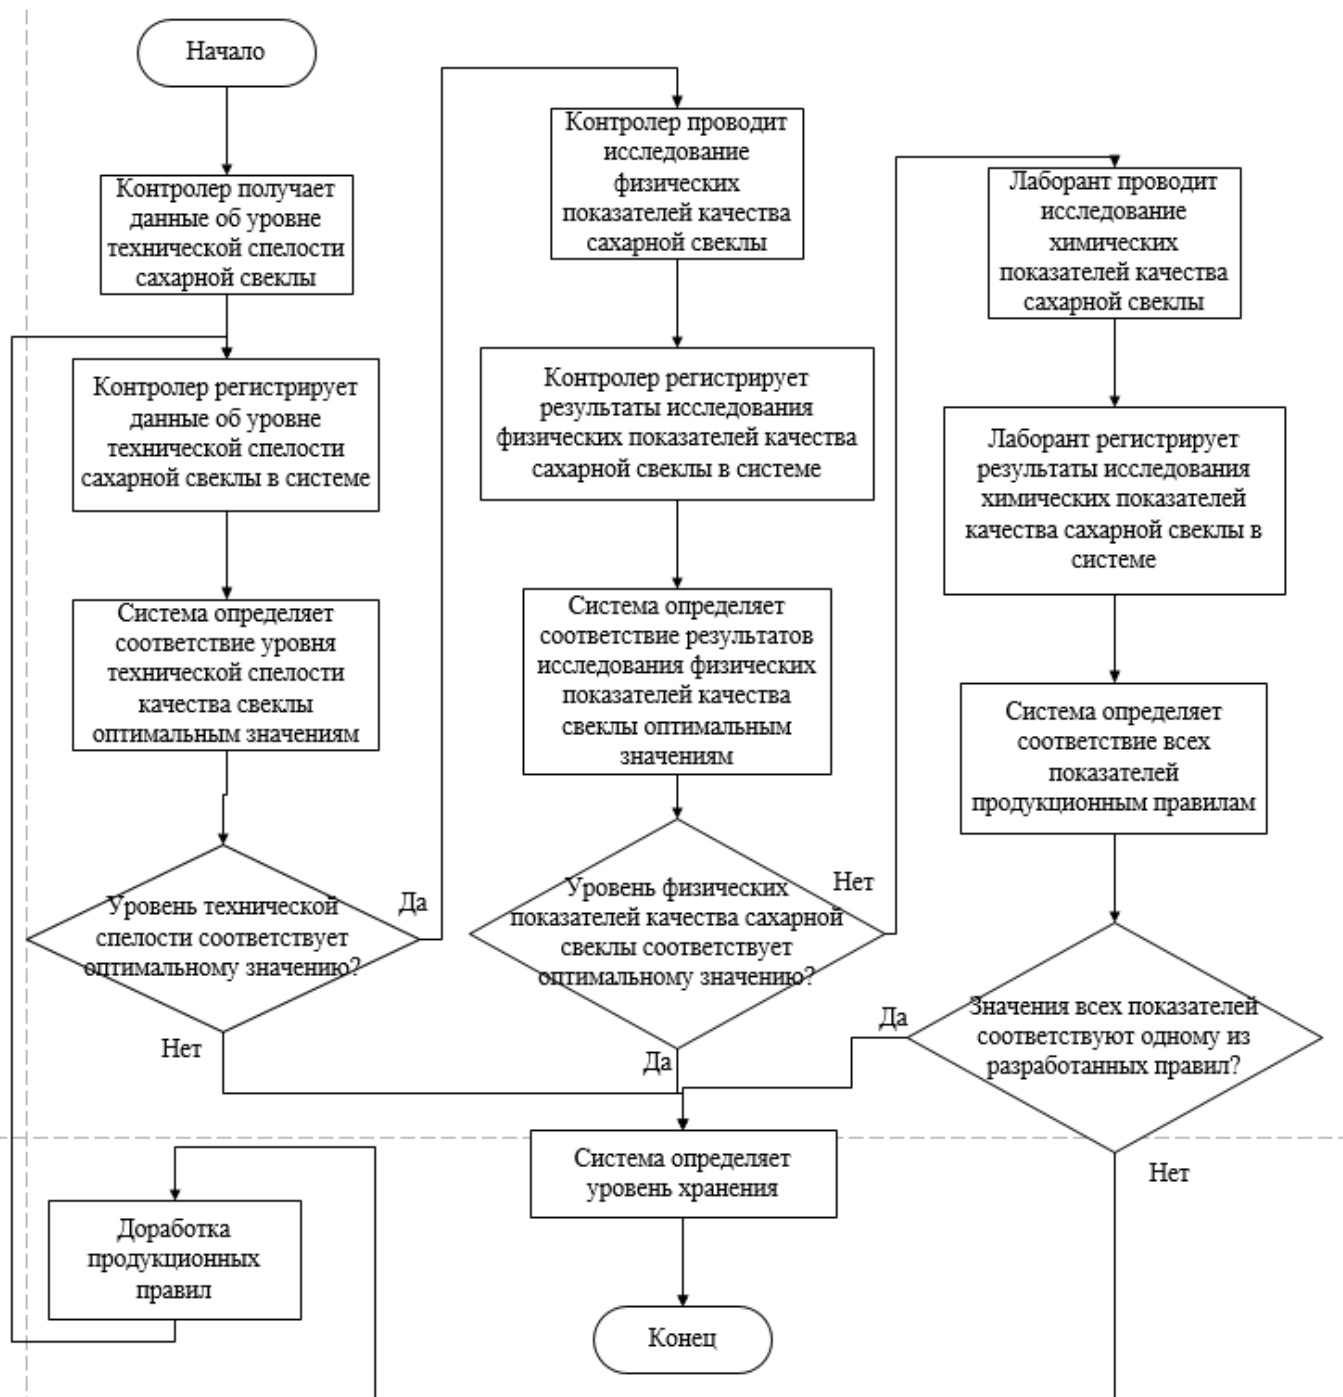 Начало
Контролер получает
данные об уровне
технической спелости
сахарной свеклы
Контролер регистрирует
данные об уровне
технической спелости
сахарной свеклы в системе
Система определяет
соответствие уровня
технической спелости
качества свеклы
оптимальным значениям
Уровень технической
спелости соответствует
оптимальному значению?
Да
Нет
Контролер проводит
исследование
физических
показателей качества
сахарной свеклы
Контролер регистрирует
результаты исследования
физических показателей качества
сахарной свеклы в системе
Система определяет
соответствие результатов
исследования физических
показателей качества
свеклы оптимальным
значениям
Уровень физических
показателей качества сахарной
свеклы соответствует
оптимальному значению?
Нет
Да
Лаборант проводит
исследование
химических
показателей качества
сахарной свеклы
Лаборант регистрирует
результаты исследования
химических показателей
качества сахарной свеклы в
системе
Система определяет
соответствие всех
показателей
продукционным правилам
Значения всех показателей
соответствуют одному из
разработанных правил?
Да
Нет
Система определяет
уровень хранения
Доработка
продукционных
правил
Конец